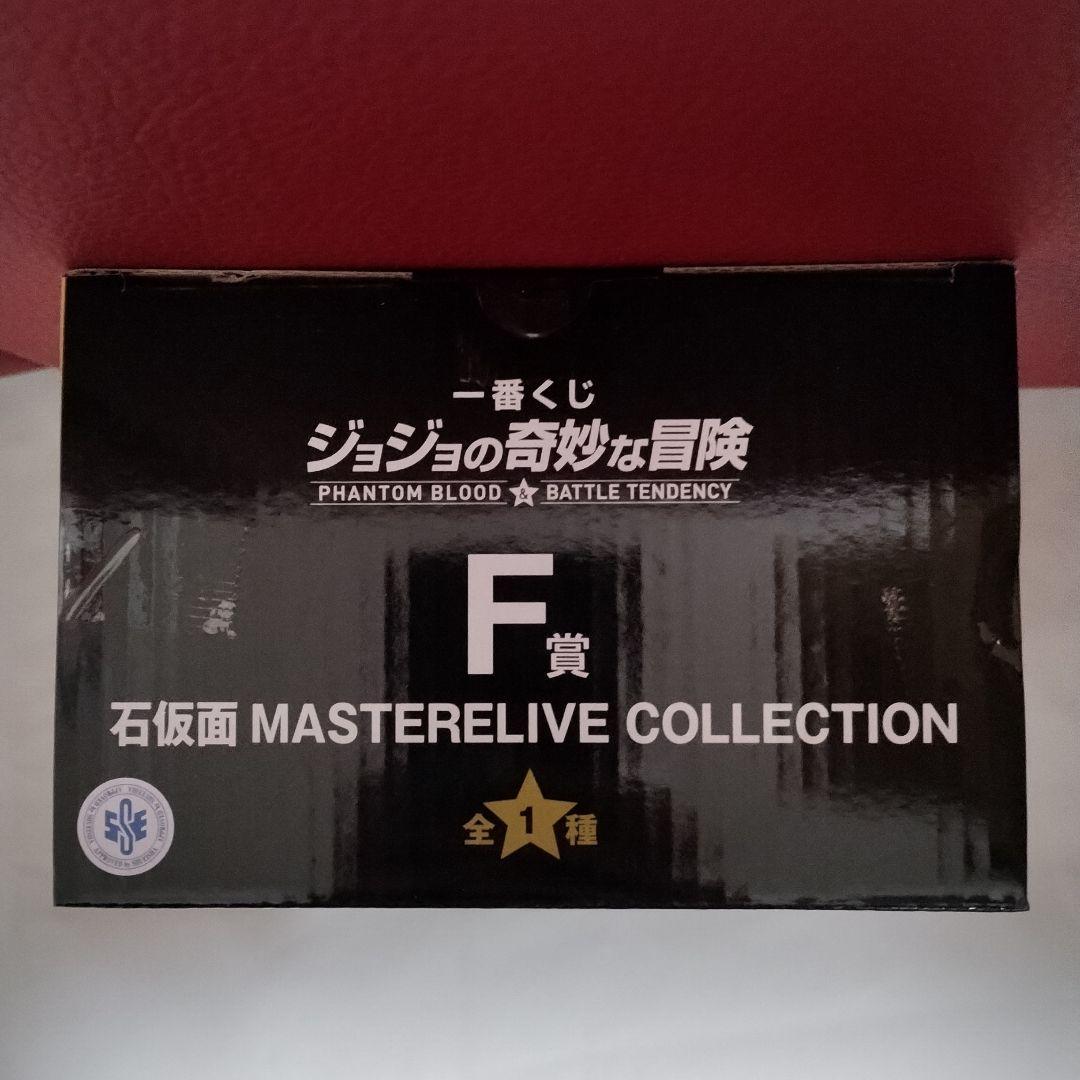 一番くじ
ジョジョの奇妙な冒険
PHANTOM BLOOD & BATTLE TENDENCY
F賞
石仮面 MASTERELIVE COLLECTION
全1種
SSE